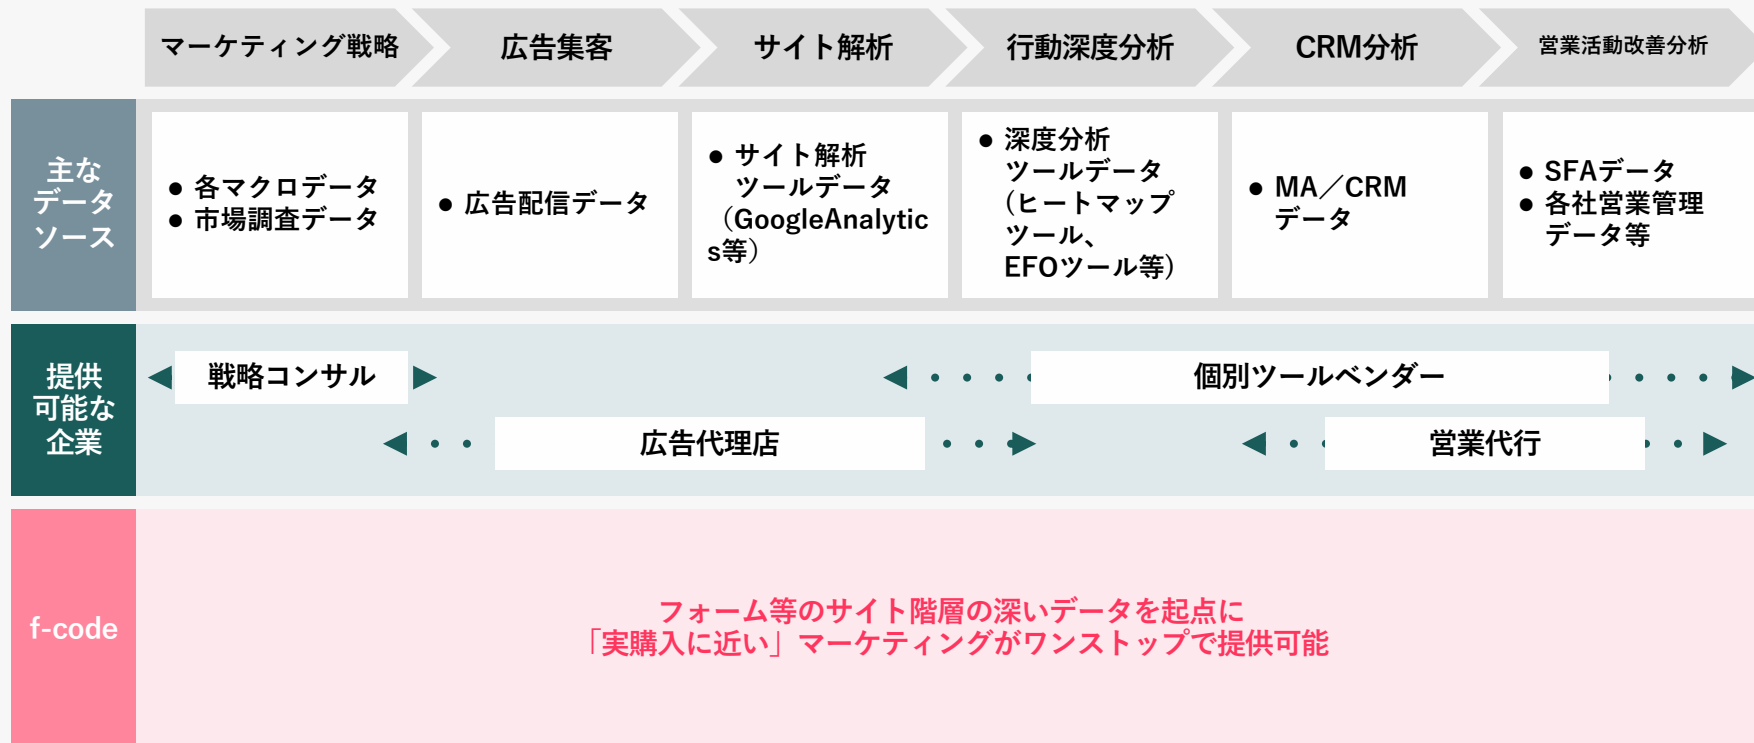 マーケティング戦略
広告集客
サイト解析
行動深度分析
CRM分析
営業活動改善分析
主な
データ
ソース
● 各マクロデータ
● 市場調査データ
● 広告配信データ
● サイト解析
ツールデータ
（GoogleAnalytic
s等）
● 深度分析
ツールデータ
(ヒートマップ
ツール、
EFOツール等)
● MA／CRM
データ
● SFAデータ
● 各社営業管理
データ等
提供
可能な
企業
戦略コンサル
個別ツールベンダー
広告代理店
営業代行
f-code
フォーム等のサイト階層の深いデータを起点に
「実購入に近い」マーケティングがワンストップで提供可能